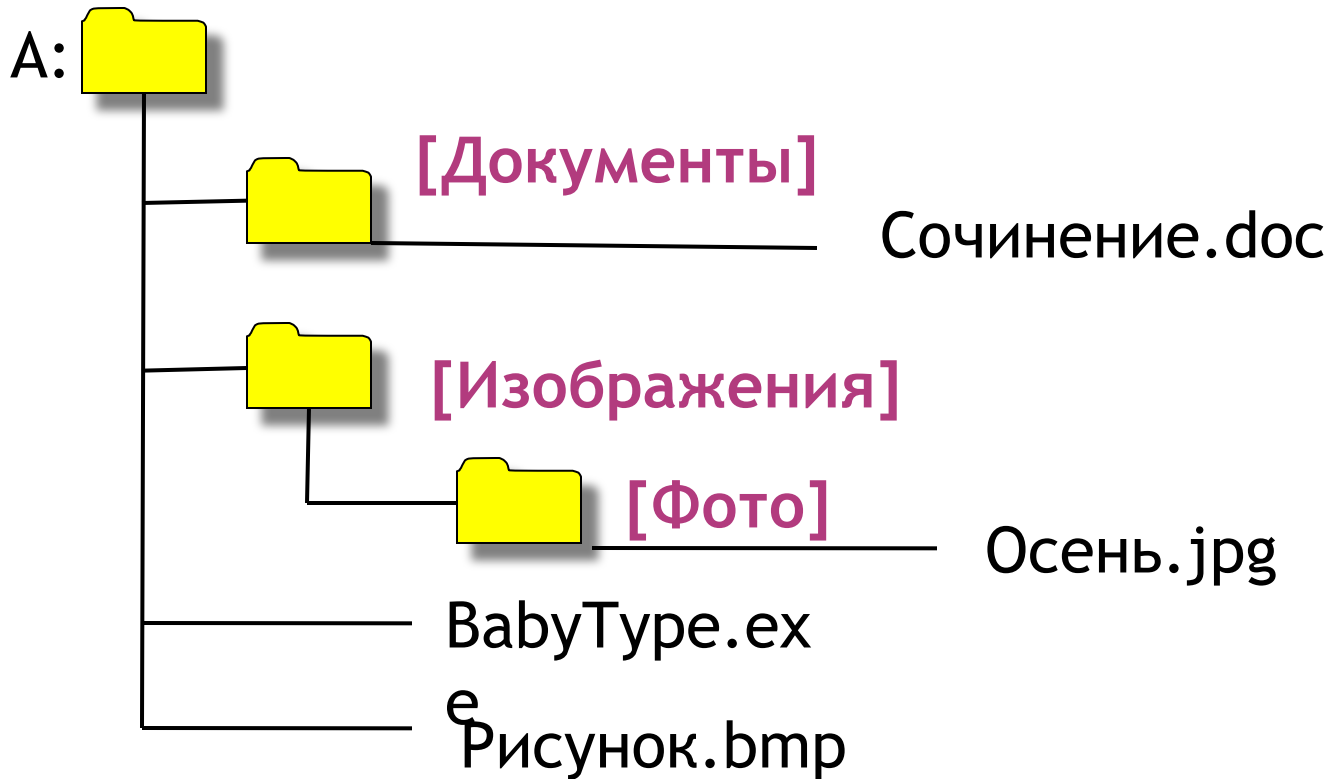 А:
[Документы]
Сочинение.doc
[Изображения]
[Фото]
Осень.jpg
BabyType.ex
e
Рисунок.bmp